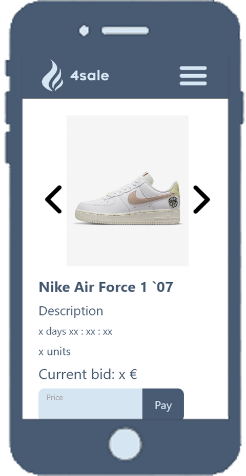 4sale
Nike Air Force 1 `07
Description
x days xx : xx : xx
x units
Current bid: x €
Price
Pay